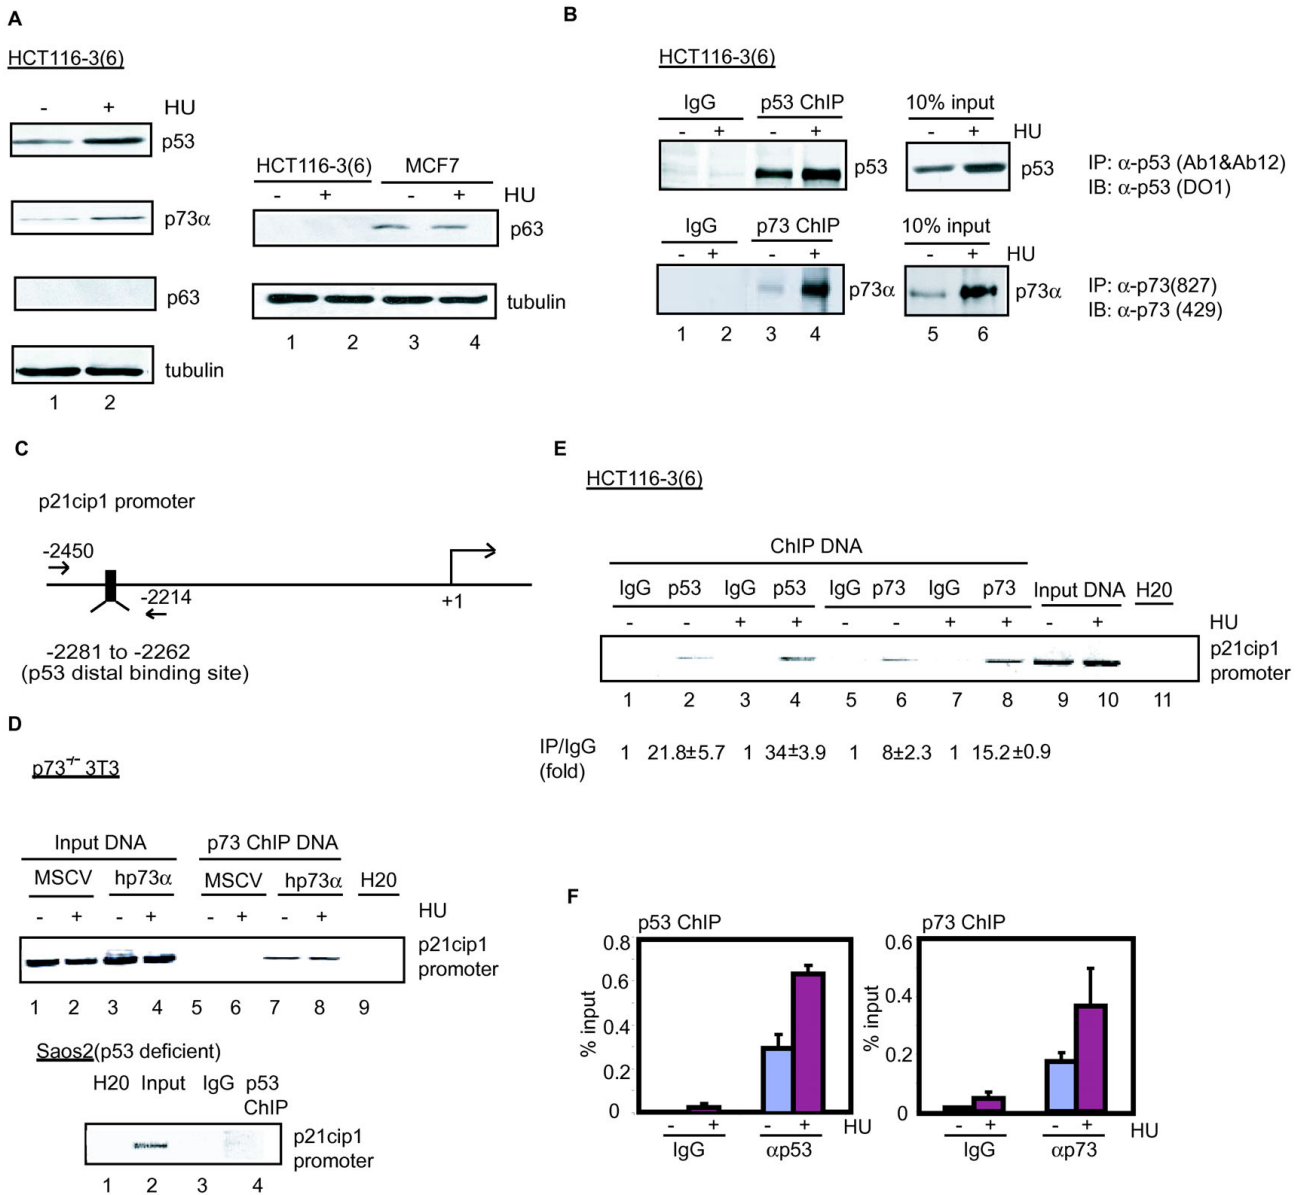 A
HCT116-3(6)
- + HU
p53
p73α
p63
tubulin
1 2
HCT116-3(6) MCF7
- + - + HU
p63
tubulin
1 2 3 4
B
HCT116-3(6)
IgG p53 ChIP 10% input
- + - + - + HU
p53 p53
IP: α-p53 (Ab1&Ab12)
IB: α-p53 (DO1)
IgG p73 ChIP 10% input
- + - + - + HU
p73α p73α
IP: α-p73(827)
IB: α-p73 (429)
1 2 3 4 5 6
C
p21cip1 promoter
-2450
-2214
+1
-2281 to -2262
(p53 distal binding site)
D
p73-/- 3T3
Input DNA p73 ChIP DNA
MSCV hp73α MSCV hp73α H20
- + - + - + - + HU
p21cip1
promoter
1 2 3 4 5 6 7 8 9
Saos2(p53 deficient)
H20 Input IgG p53
ChIP
p21cip1
promoter
1 2 3 4
E
HCT116-3(6)
ChIP DNA
IgG p53 IgG p53 IgG p73 IgG p73 Input DNA H20
- - + + - - + + - + HU
p21cip1
promoter
1 2 3 4 5 6 7 8 9 10 11
IP/IgG 1 21.8±5.7 1 34±3.9 1 8±2.3 1 15.2±0.9
(fold)
F
p53 ChIP
% input
0.8
0.6
0.4
0.2
0
- + - + HU
IgG αp53
p73 ChIP
% input
0.6
0.4
0.2
0
- + - + HU
IgG αp73